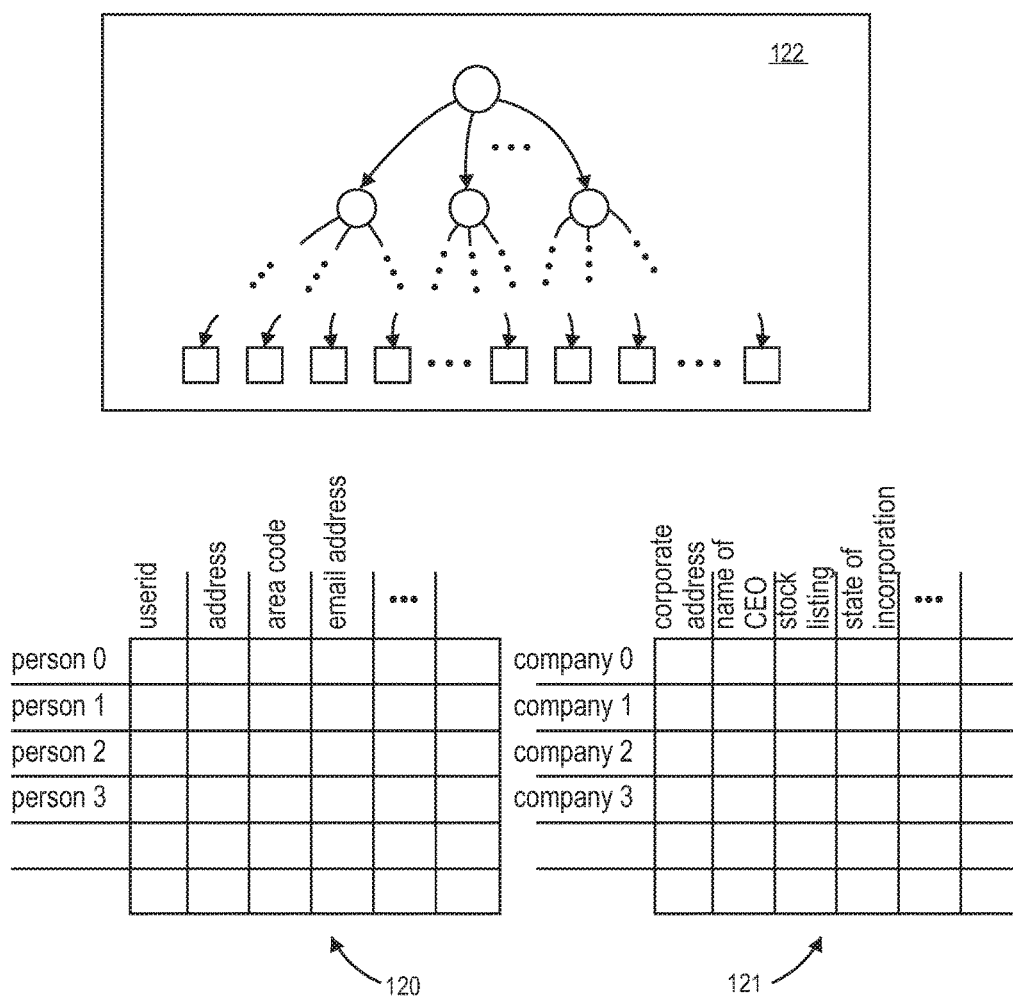 122
userid
address
area code
email address
corporate
address
name of
CEO
stock
listing
state of
incorporation
person 0
person 1
person 2
person 3
company 0
company 1
company 2
company 3
120
121